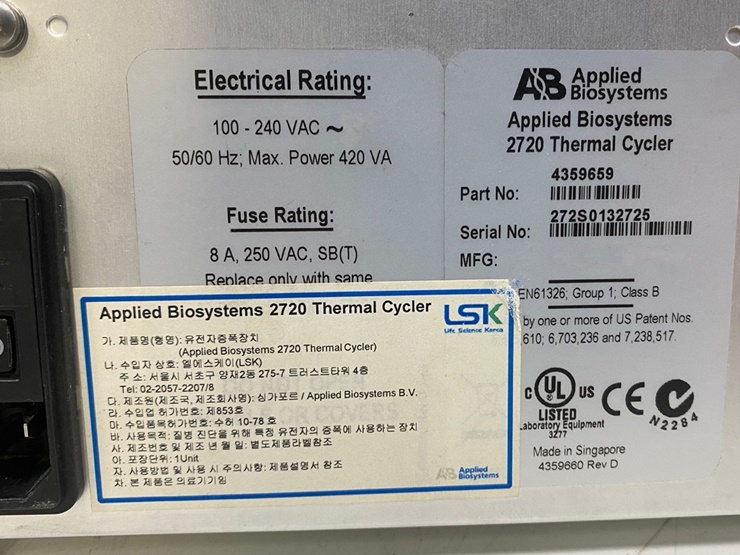 Electrical Rating:
100 - 240 VAC ~
50/60 Hz; Max. Power 420 VA
Fuse Rating:
8 A, 250 VAC, SB(T)
Replace only with same
AB Applied
Biosystems
Applied Biosystems
2720 Thermal Cycler
4359659
Part No:
272S0132725
Serial No:
MFG:
EN61326; Group 1; Class B
by one or more of US Patent Nos.
610; 6,703,236 and 7,238,517.
C UL US CE
LISTED
Laboratory Equipment
3Z77
N2284
Made in Singapore
4359660 Rev D
Applied Biosystems 2720 Thermal Cycler
LSK
Life Science Korea
가. 제품명(형명): 유전자증폭장치
(Applied Biosystems 2720 Thermal Cycler)
나. 수입자 상호: 엘에스케이(LSK)
주 소: 서울시 서초구 양재2동 275-7 트러스트타워 4층
Tel: 02-2057-2207/8
다. 제조원(제조국, 제조회사명): 싱가포르 / Applied Biosystems B.V.
라. 수입업 허가번호: 제853호
마. 수입품목허가번호: 수허 10-78 호
바. 사용목적: 질병 진단을 위해 특정 유전자의 증폭에 사용하는 장치
사. 제조번호 및 제조 년 월 일: 별도제품라벨참조
아. 포장단위: 1Unit
자. 사용방법 및 사용 시 주의사항: 제품설명서 참조
차. 본 제품은 의료기기임
AB Applied
Biosystems
OR COVERS